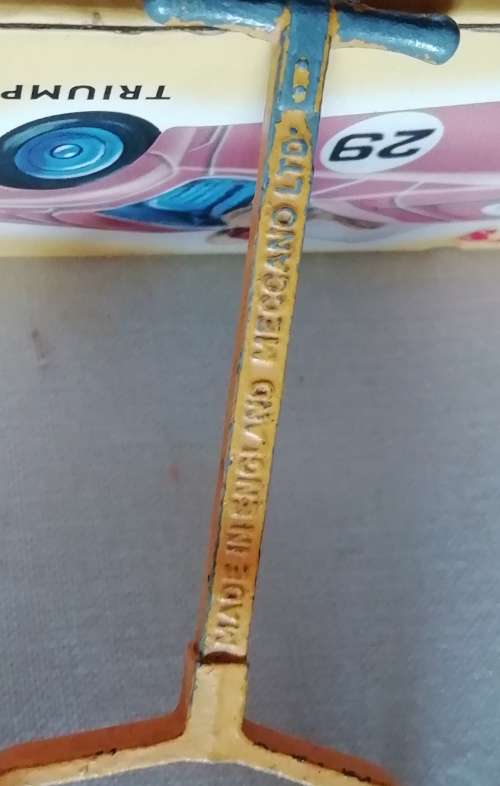 MADE IN ENGLAND MECCANO LTD.
TRIUMP
29